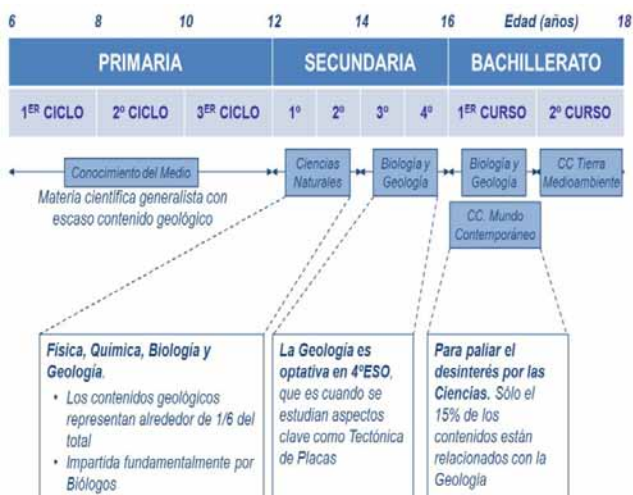 6 8 10 12 14 16 Edad (años) 18
PRIMARIA SECUNDARIA BACHILLERATO
1ER CICLO 2º CICLO 3ER CICLO 1º 2º 3º 4º 1ER CURSO 2º CURSO
Conocimiento del Medio
Materia científica generalista con
escaso contenido geológico
Ciencias
Naturales
Biología y
Geología
Biología y
Geología
CC Tierra
Medioambiente
CC. Mundo
Contemporáneo
Física, Química, Biología y
Geología.
• Los contenidos geológicos
representan alrededor de 1/6 del
total
• Impartida fundamentalmente por
Biólogos
La Geología es
optativa en 4ºESO,
que es cuando se
estudian aspectos
clave como Tectónica
de Placas
Para paliar el
desinterés por las
Ciencias. Sólo el
15% de los
contenidos están
relacionados con la
Geología